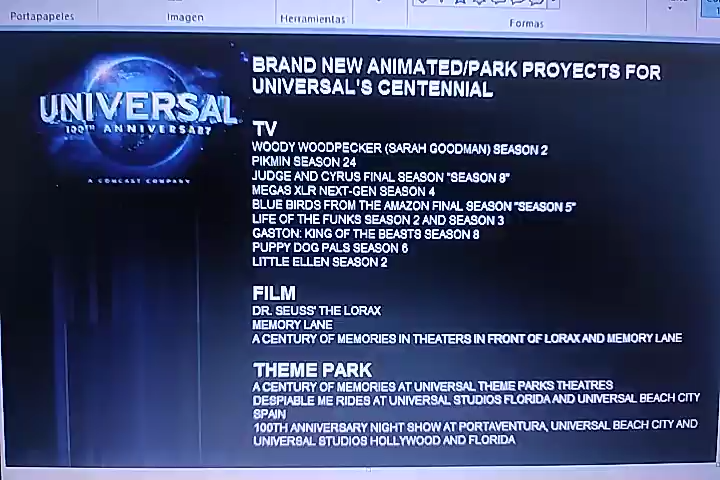 Portapapeles
Imagen
Herramientas
Formas
UNIVERSAL
100TH ANNIVERSARY
A COMCAST COMPANY
BRAND NEW ANIMATED/PARK PROYECTS FOR
UNIVERSAL'S CENTENNIAL
TV
WOODY WOODPECKER (SARAH GOODMAN) SEASON 2
PIKMIN SEASON 24
JUDGE AND CYRUS FINAL SEASON "SEASON 8"
MEGAS XLR NEXT-GEN SEASON 4
BLUE BIRDS FROM THE AMAZON FINAL SEASON "SEASON 5"
LIFE OF THE FUNKS SEASON 2 AND SEASON 3
GASTON: KING OF THE BEASTS SEASON 8
PUPPY DOG PALS SEASON 6
LITTLE ELLEN SEASON 2
FILM
DR. SEUSS' THE LORAX
MEMORY LANE
A CENTURY OF MEMORIES IN THEATERS IN FRONT OF LORAX AND MEMORY LANE
THEME PARK
A CENTURY OF MEMORIES AT UNIVERSAL THEME PARKS THEATRES
DESPIABLE ME RIDES AT UNIVERSAL STUDIOS FLORIDA AND UNIVERSAL BEACH CITY
SPAIN
100TH ANNIVERSARY NIGHT SHOW AT PORTAVENTURA, UNIVERSAL BEACH CITY AND
UNIVERSAL STUDIOS HOLLYWOOD AND FLORIDA